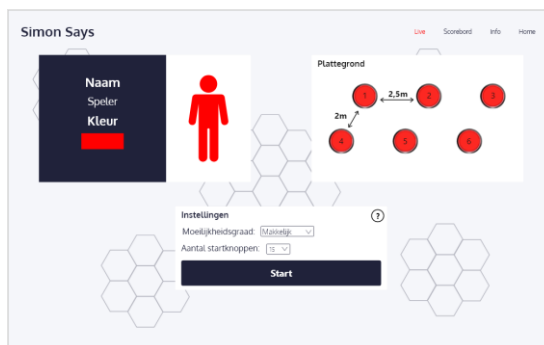 Simon Says
Live Scorebord Info Home
Naam
Speler
Kleur
Plattegrond
1 2,5m 2 3
2m
4 5 6
Instellingen ?
Moeilijkheidsgraad: Makkelijk
Aantal startknoppen: 15
Start